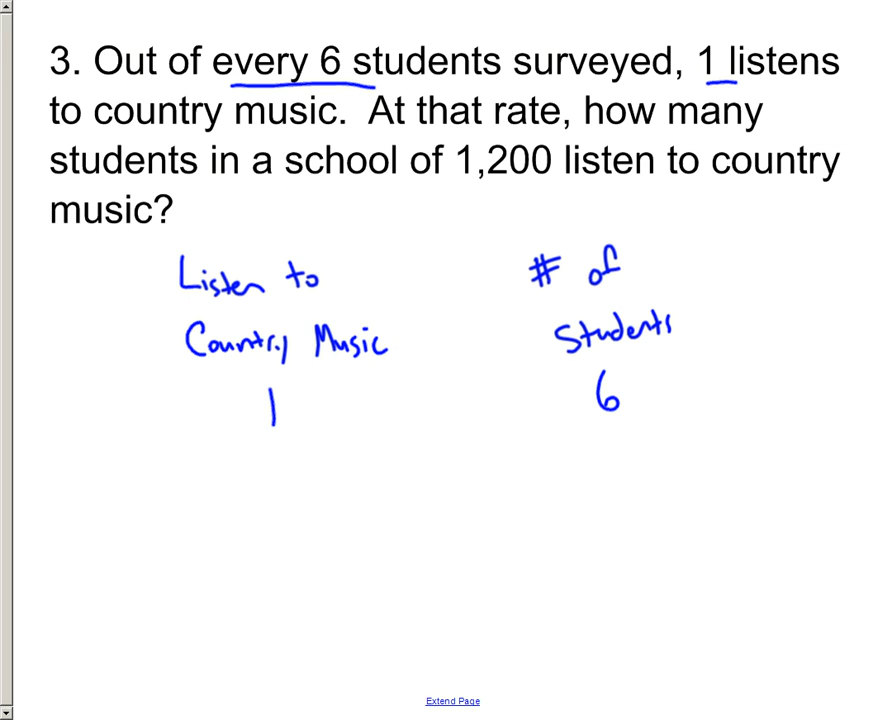 3. Out of every 6 students surveyed, 1 listens
to country music.  At that rate, how many
students in a school of 1,200 listen to country
music?
Listen to
Country Music
1
# of
Students
6
Extend Page